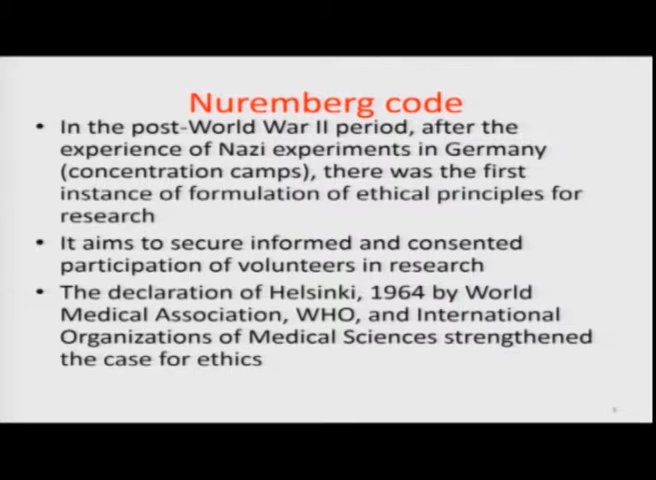 Nuremberg code
• In the post-World War II period, after the
experience of Nazi experiments in Germany
(concentration camps), there was the first
instance of formulation of ethical principles for
research
• It aims to secure informed and consented
participation of volunteers in research
• The declaration of Helsinki, 1964 by World
Medical Association, WHO, and International
Organizations of Medical Sciences strengthened
the case for ethics